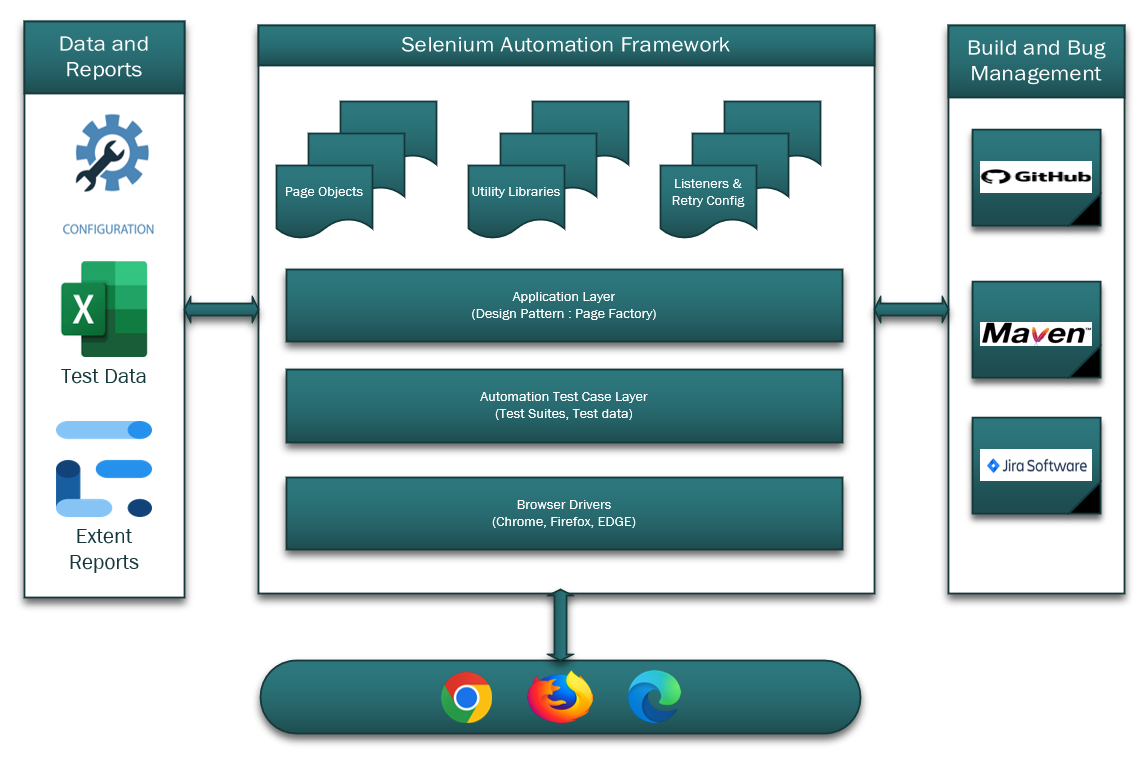 Data and
Reports
CONFIGURATION
X
Test Data
Extent
Reports
Selenium Automation Framework
Page Objects
Utility Libraries
Listeners &
Retry Config
Application Layer
(Design Pattern : Page Factory)
Automation Test Case Layer
(Test Suites, Test data)
Browser Drivers
(Chrome, Firefox, EDGE)
Build and Bug
Management
GitHub
Maven™
Jira Software